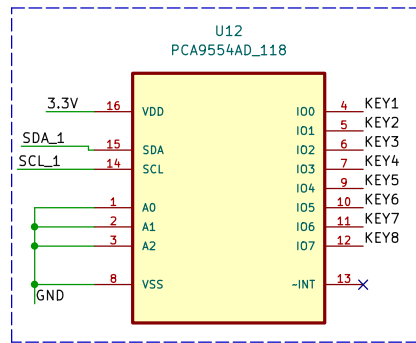 U12
PCA9554AD_118
3.3V 16 VDD IO0 4 KEY1
IO1 5 KEY2
SDA_1 15 SDA IO2 6 KEY3
SCL_1 14 SCL IO3 7 KEY4
IO4 9 KEY5
1 A0 IO5 10 KEY6
2 A1 IO6 11 KEY7
3 A2 IO7 12 KEY8
8 VSS ~INT 13
GND